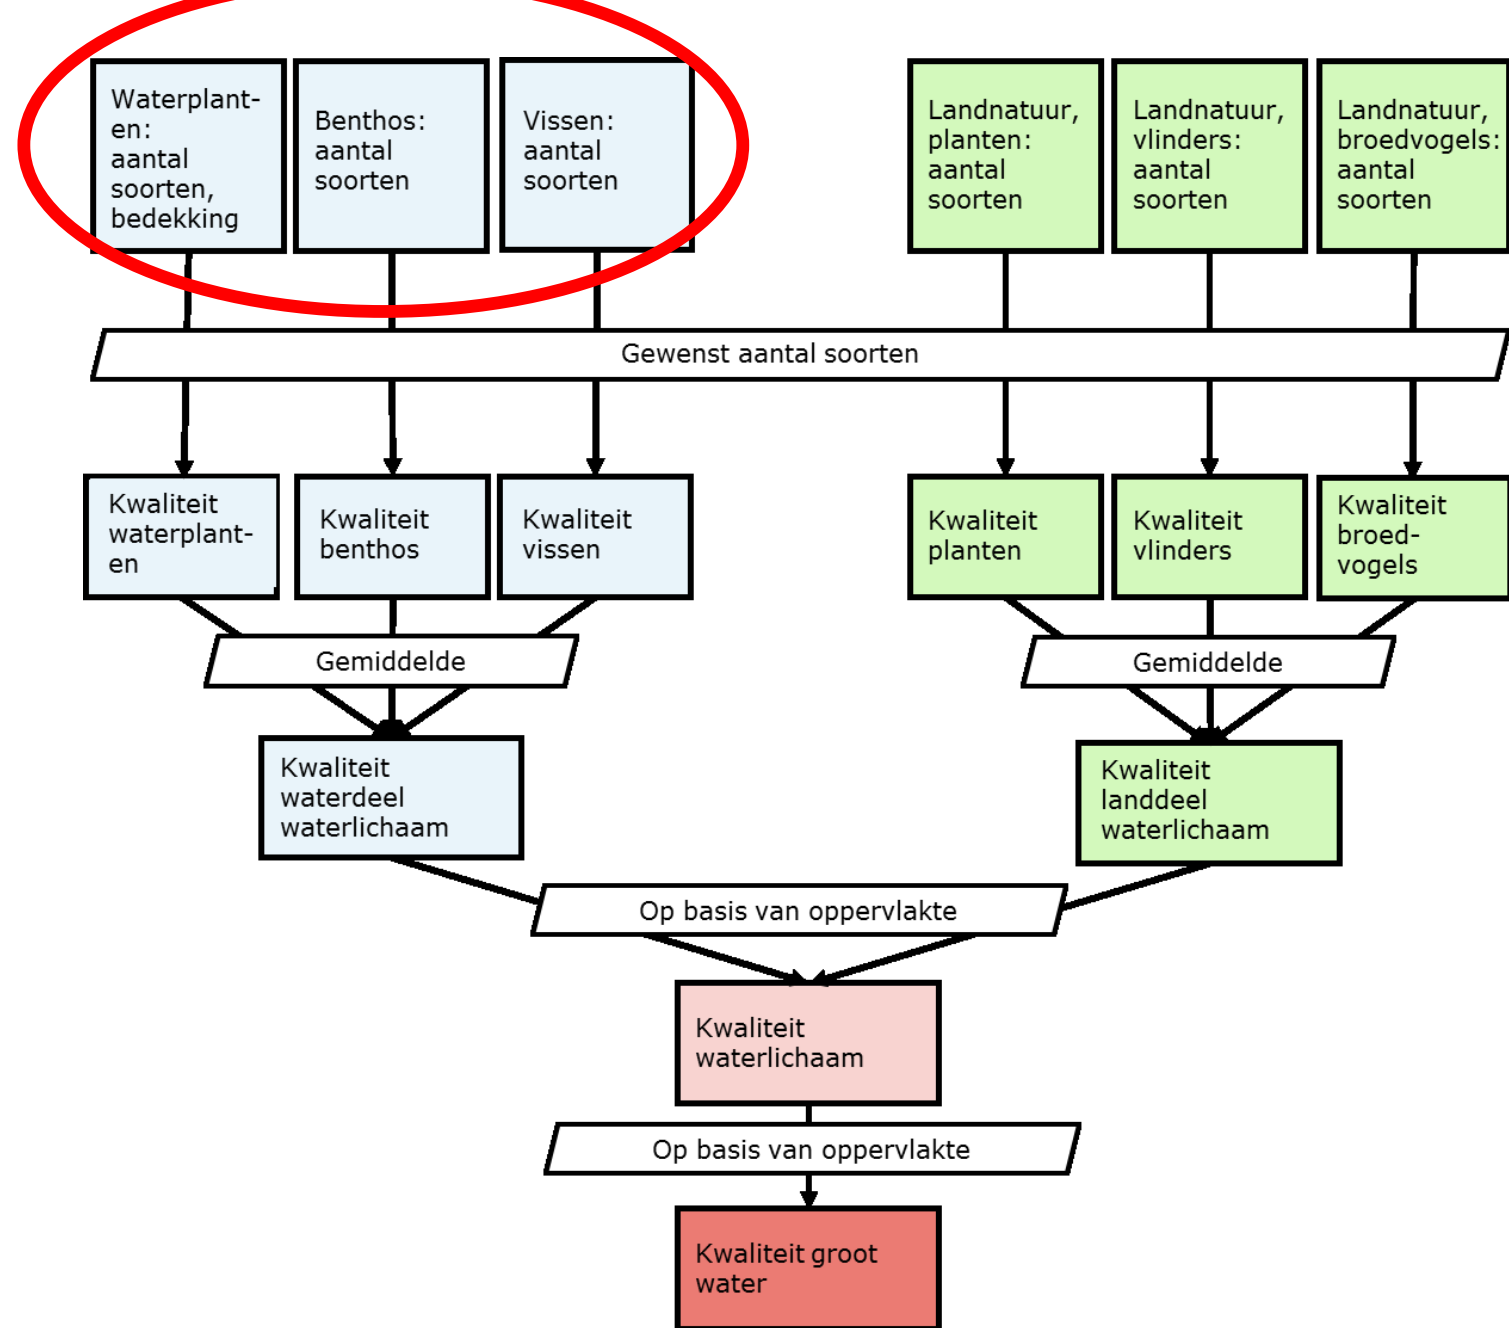 Waterplant-
en:
aantal
soorten,
bedekking
Benthos:
aantal
soorten
Vissen:
aantal
soorten
Landnatuur,
planten:
aantal
soorten
Landnatuur,
vlinders:
aantal
soorten
Landnatuur,
broedvogels:
aantal
soorten
Gewenst aantal soorten
Kwaliteit
waterplant-
en
Kwaliteit
benthos
Kwaliteit
vissen
Kwaliteit
planten
Kwaliteit
vlinders
Kwaliteit
broed-
vogels
Gemiddelde
Gemiddelde
Kwaliteit
waterdeel
waterlichaam
Kwaliteit
landdeel
waterlichaam
Op basis van oppervlakte
Kwaliteit
waterlichaam
Op basis van oppervlakte
Kwaliteit groot
water